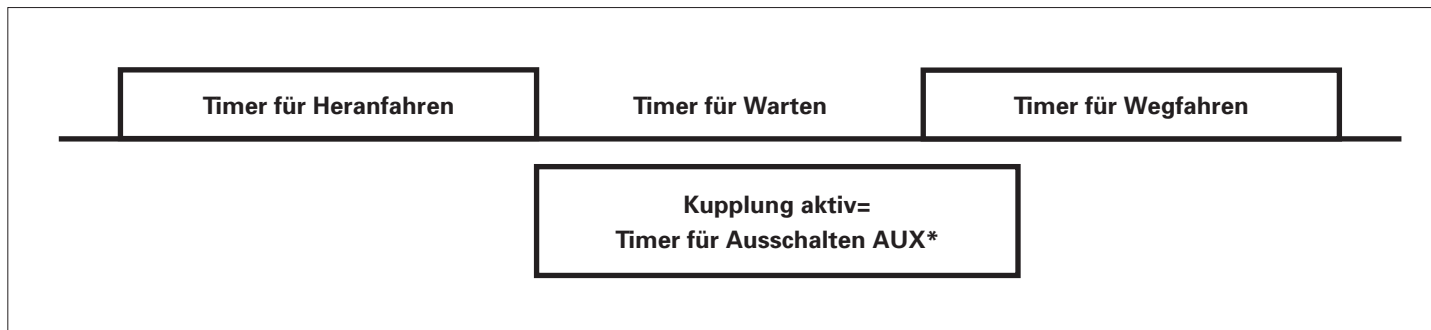 Timer für Heranfahren
Timer für Warten
Timer für Wegfahren
Kupplung aktiv=
Timer für Ausschalten AUX*